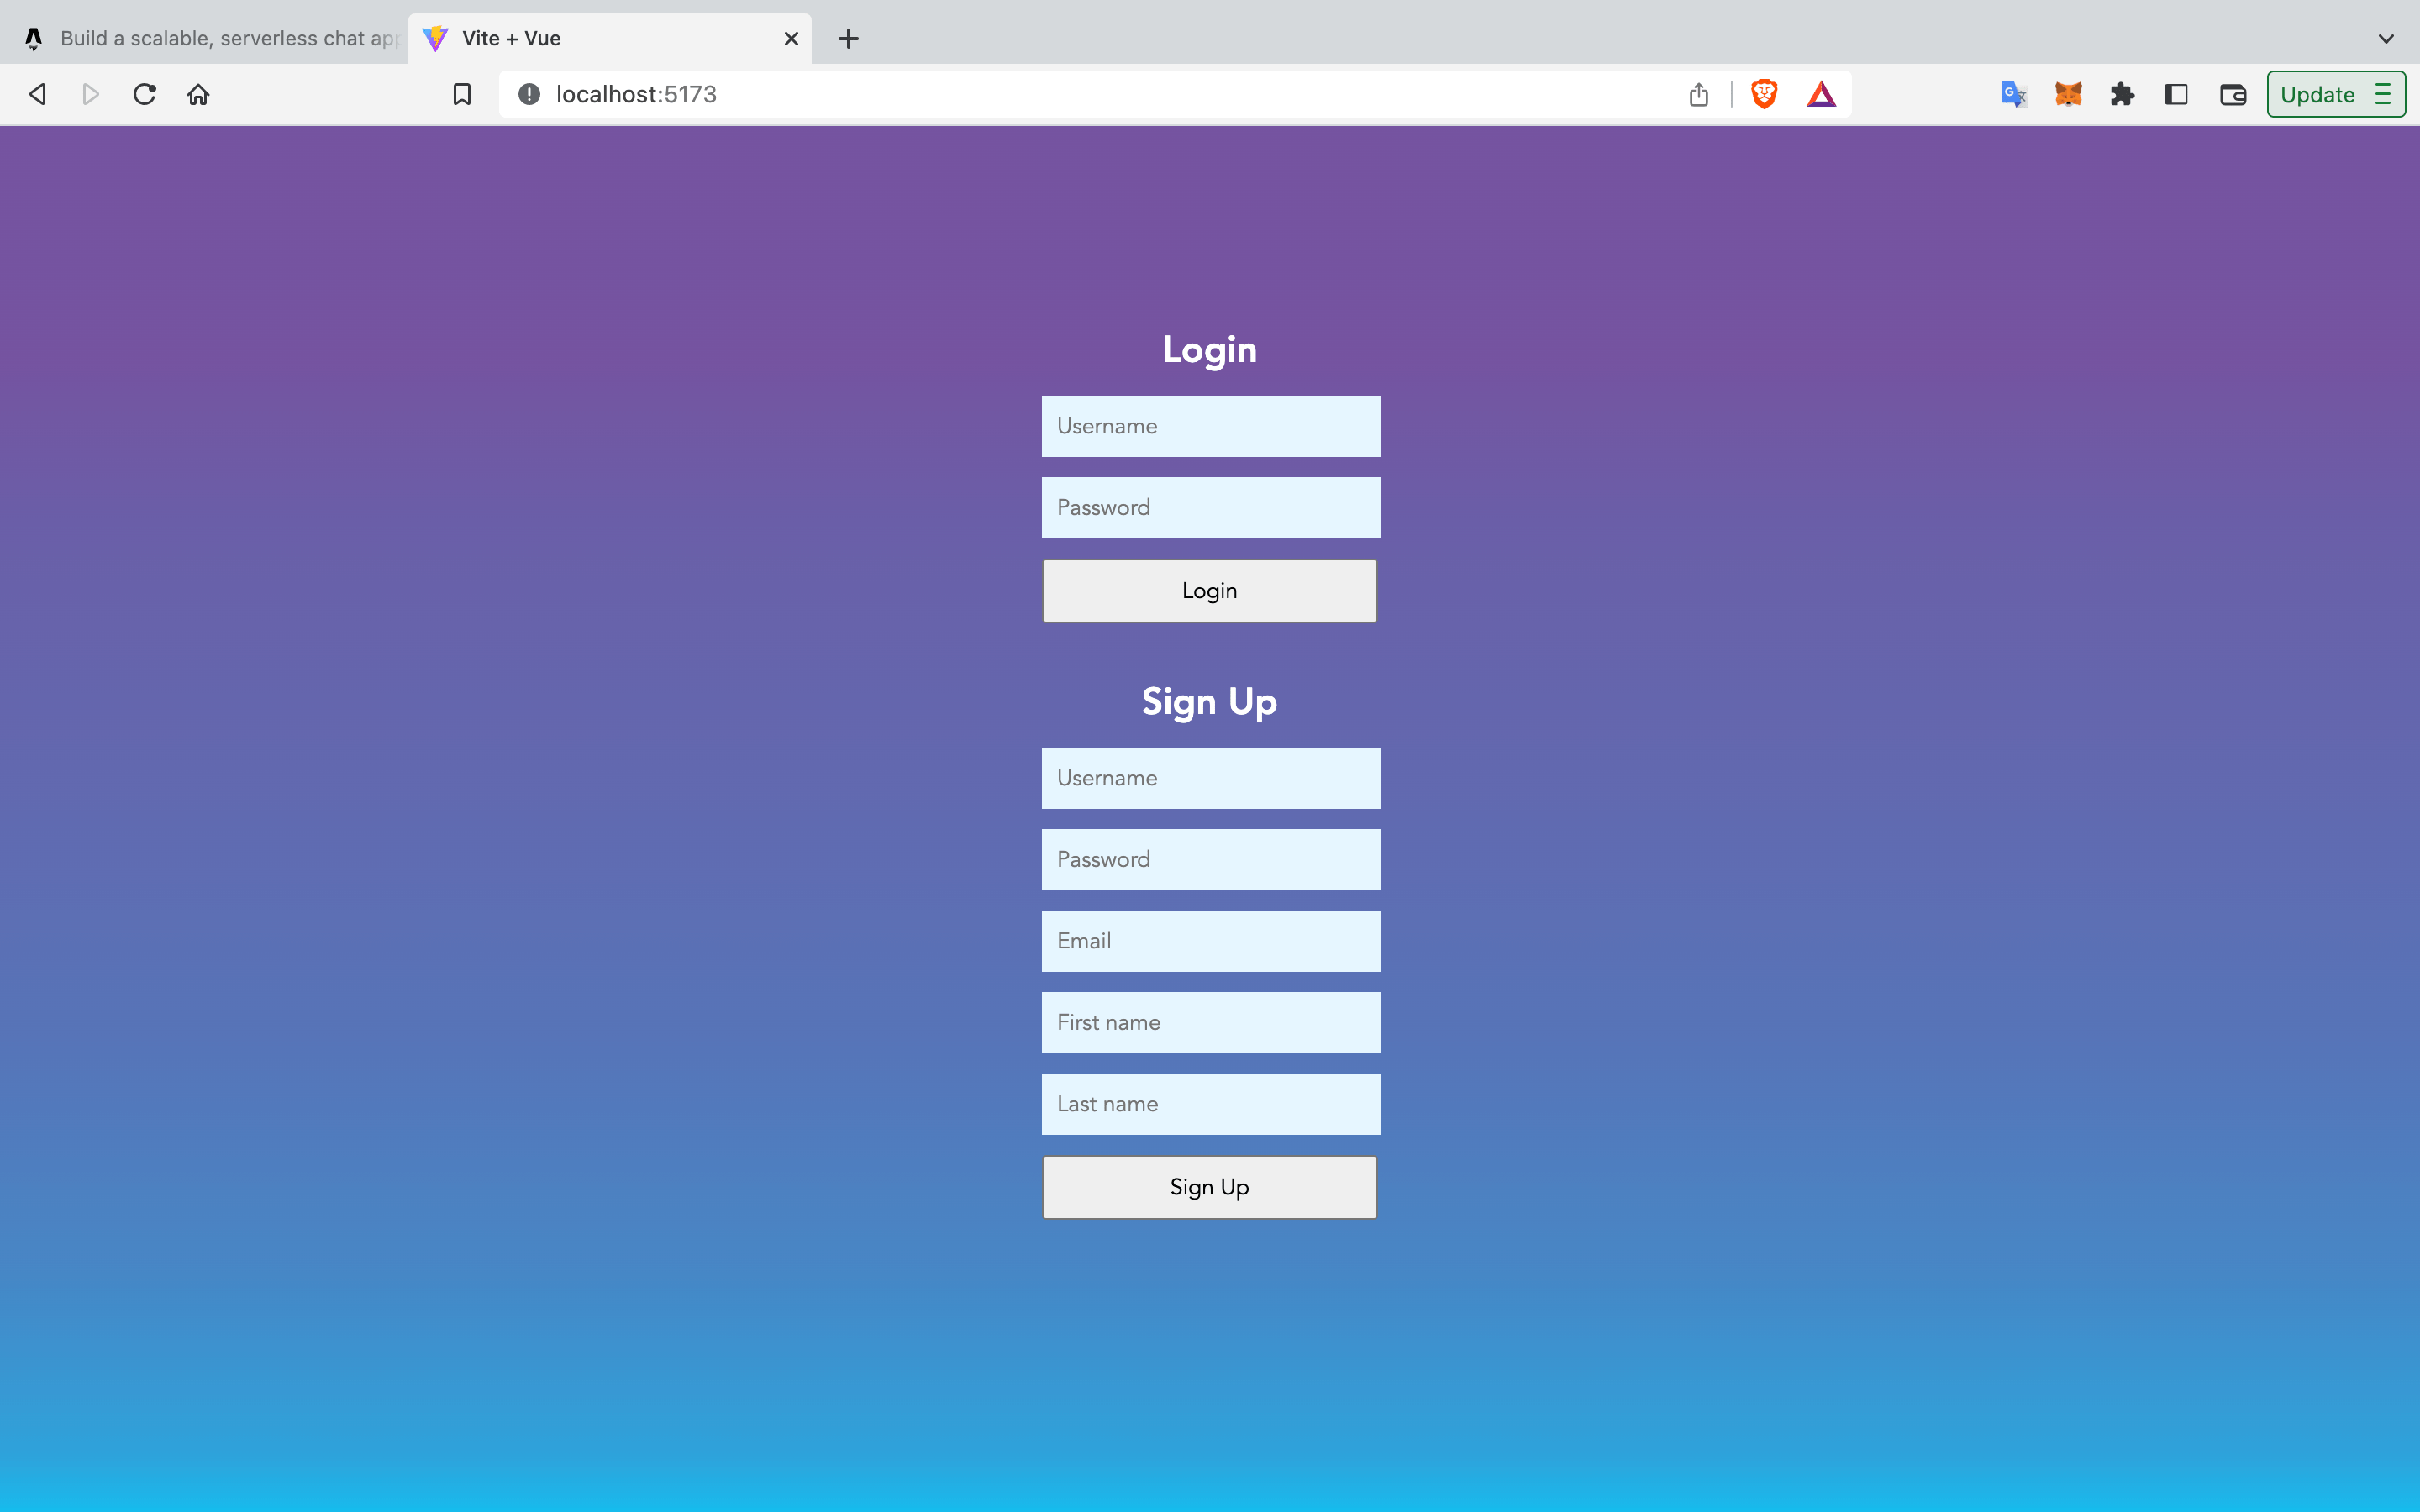 Build a scalable, serverless chat app
Vite + Vue
localhost:5173
Update
Login
Username
Password
Login
Sign Up
Username
Password
Email
First name
Last name
Sign Up